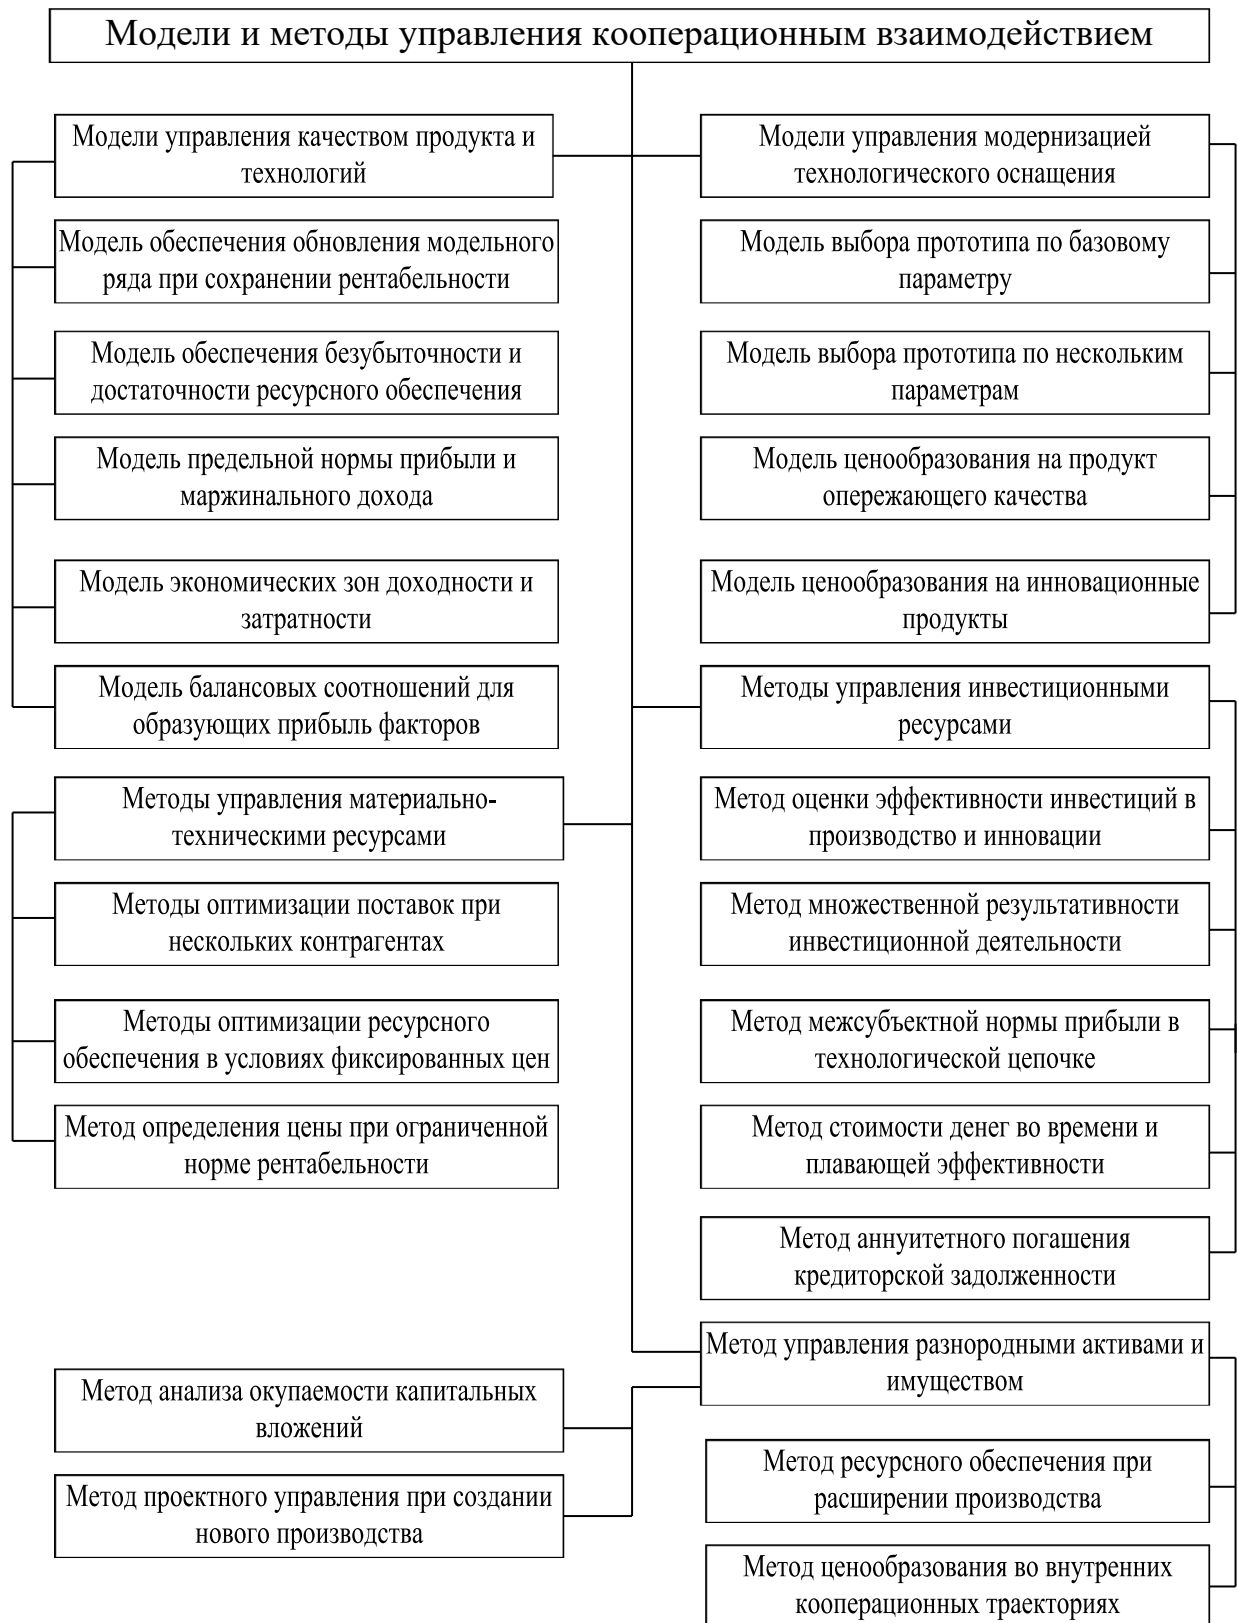 Модели и методы управления кооперационным взаимодействием
Модели управления качеством продукта и
технологий
Модель обеспечения обновления модельного
ряда при сохранении рентабельности
Модель обеспечения безубыточности и
достаточности ресурсного обеспечения
Модель предельной нормы прибыли и
маржинального дохода
Модель экономических зон доходности и
затратности
Модель балансовых соотношений для
образующих прибыль факторов
Методы управления материально-
техническими ресурсами
Методы оптимизации поставок при
нескольких контрагентах
Методы оптимизации ресурсного
обеспечения в условиях фиксированных цен
Метод определения цены при ограниченной
норме рентабельности
Модели управления модернизацией
технологического оснащения
Модель выбора прототипа по базовому
параметру
Модель выбора прототипа по нескольким
параметрам
Модель ценообразования на продукт
опережающего качества
Модель ценообразования на инновационные
продукты
Методы управления инвестиционными
ресурсами
Метод оценки эффективности инвестиций в
производство и инновации
Метод множественной результативности
инвестиционной деятельности
Метод межсубъектной нормы прибыли в
технологической цепочке
Метод стоимости денег во времени и
плавающей эффективности
Метод аннуитетного погашения
кредиторской задолженности
Метод управления разнородными активами и
имуществом
Метод анализа окупаемости капитальных
вложений
Метод проектного управления при создании
нового производства
Метод ресурсного обеспечения при
расширении производства
Метод ценообразования во внутренних
кооперационных траекториях